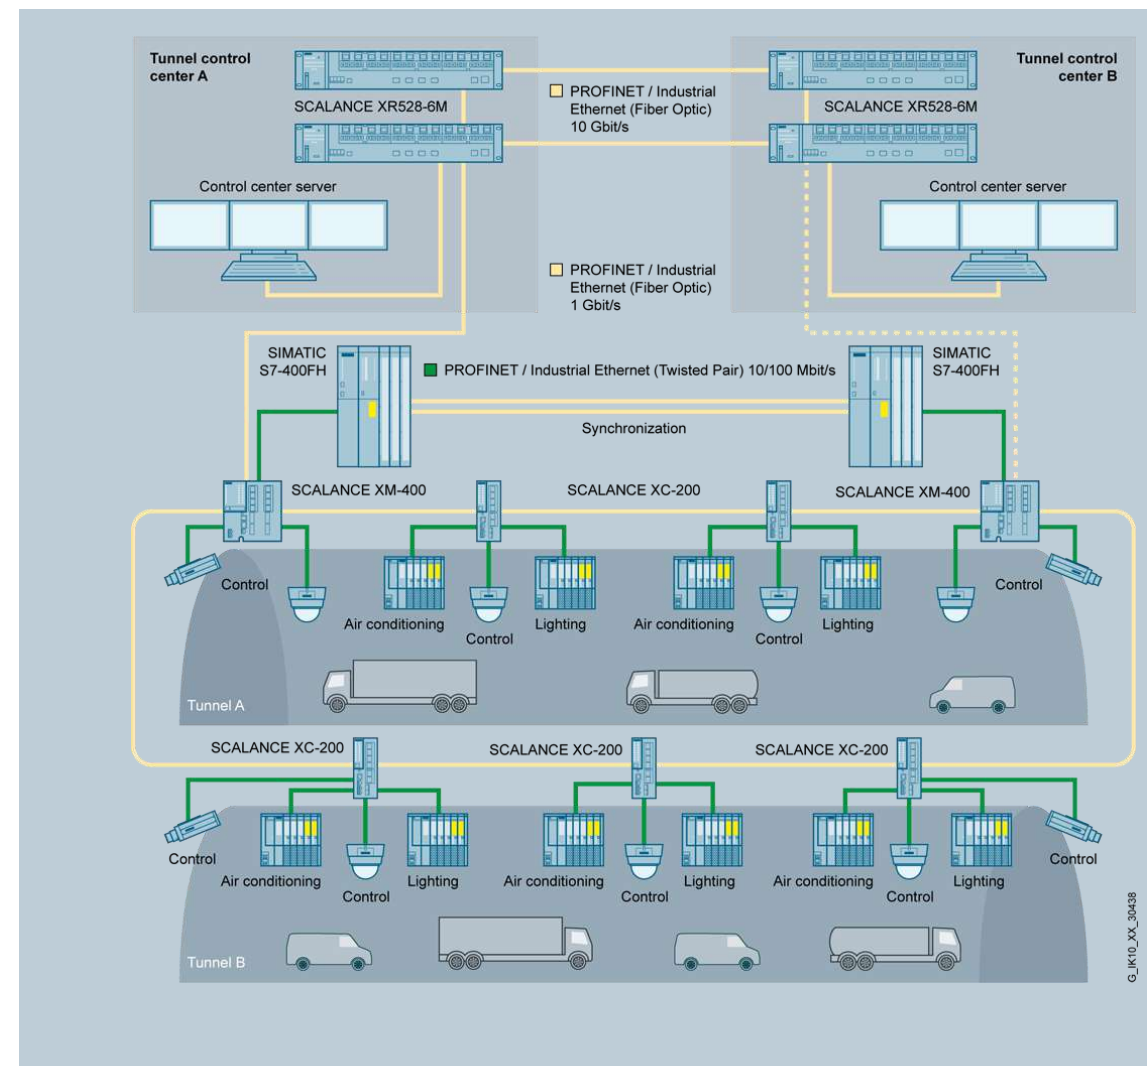 Tunnel control
center A
Tunnel control
center B
SCALANCE XR528-6M
SCALANCE XR528-6M
PROFINET / Industrial
Ethernet (Fiber Optic)
10 Gbit/s
Control center server
Control center server
PROFINET / Industrial
Ethernet (Fiber Optic)
1 Gbit/s
SIMATIC
S7-400FH
SIMATIC
S7-400FH
PROFINET / Industrial Ethernet (Twisted Pair) 10/100 Mbit/s
Synchronization
SCALANCE XM-400
SCALANCE XC-200
SCALANCE XM-400
Control
Control
Air conditioning
Control
Lighting
Air conditioning
Control
Lighting
Tunnel A
SCALANCE XC-200
SCALANCE XC-200
SCALANCE XC-200
Control
Control
Air conditioning
Control
Lighting
Air conditioning
Control
Lighting
Air conditioning
Control
Lighting
Tunnel B
G_IK10_XX_30438